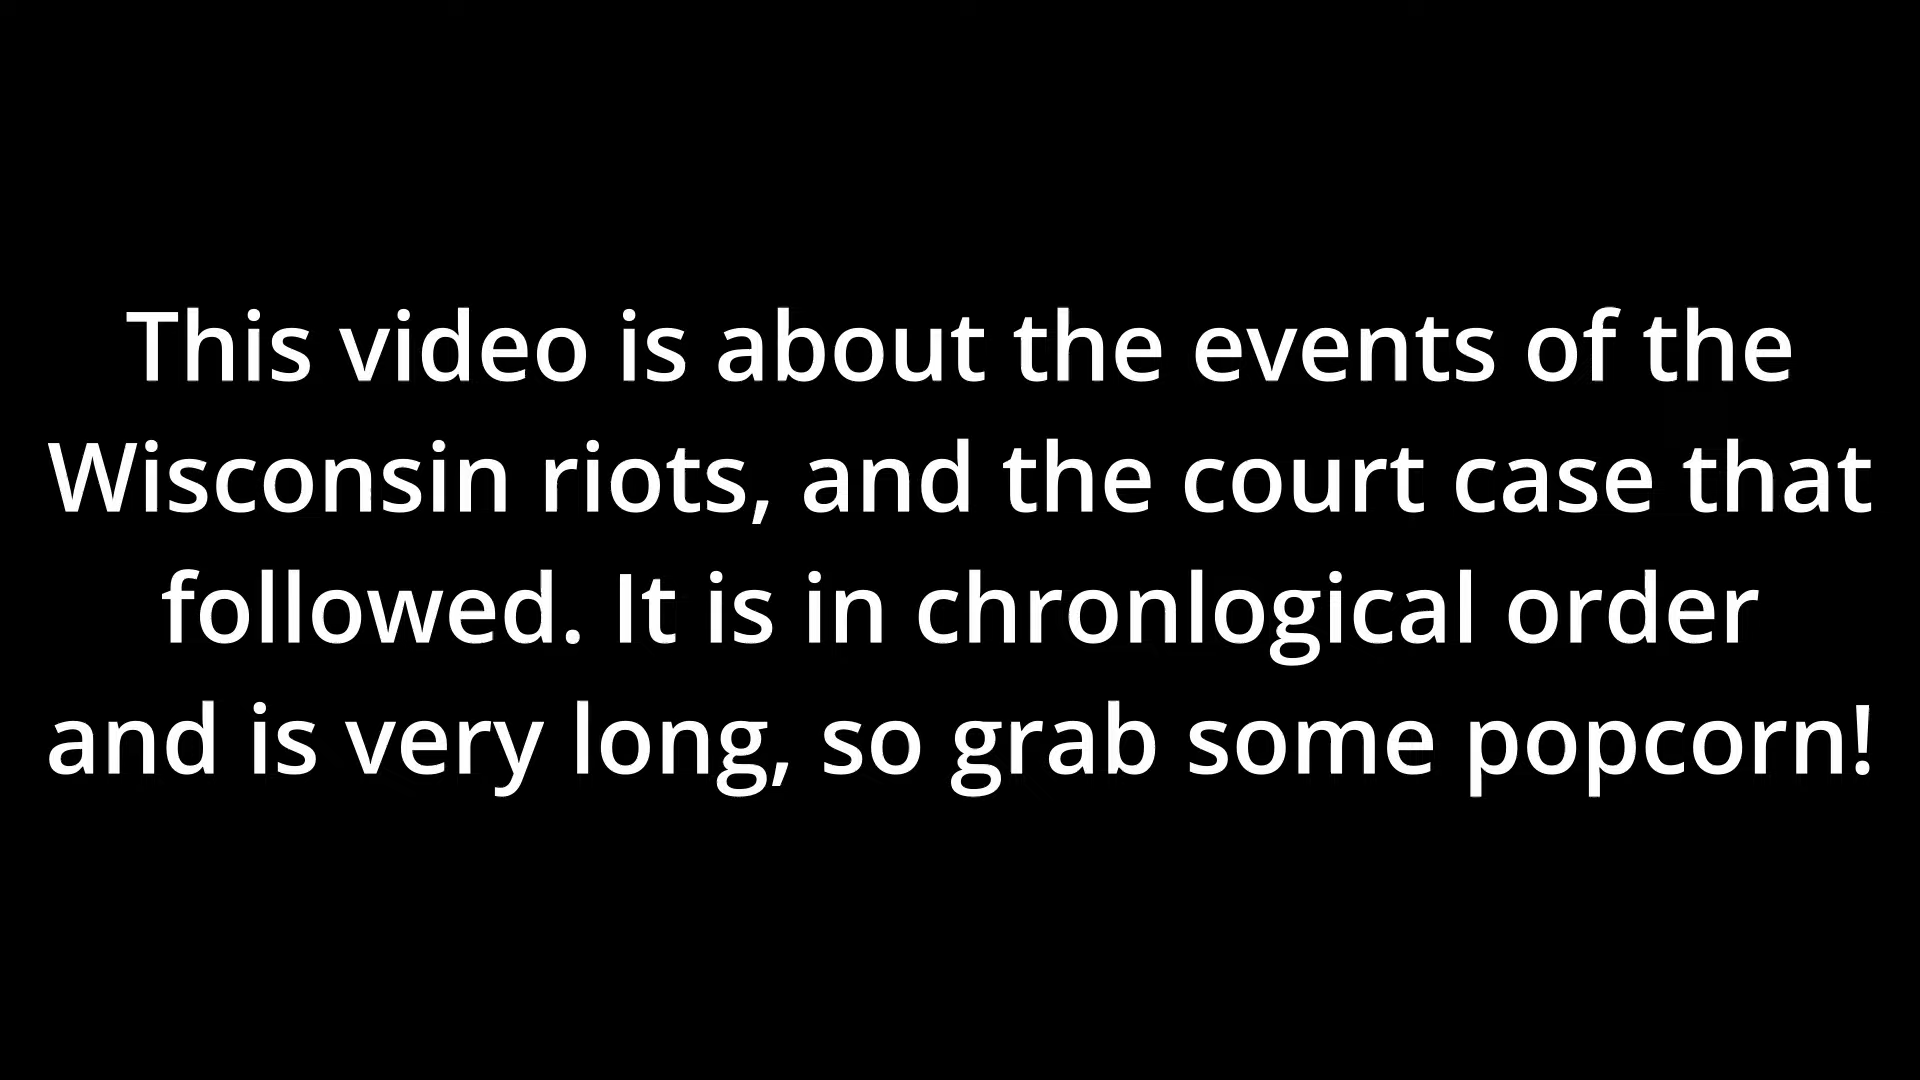 This video is about the events of the
Wisconsin riots, and the court case that
followed. It is in chronlogical order
and is very long, so grab some popcorn!